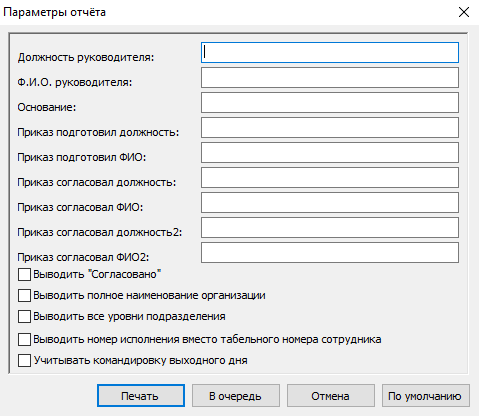 Параметры отчёта
Должность руководителя:
Ф.И.О. руководителя:
Основание:
Приказ подготовил должность:
Приказ подготовил ФИО:
Приказ согласовал должность:
Приказ согласовал ФИО:
Приказ согласовал должность2:
Приказ согласовал ФИО2:
Выводить "Согласовано"
Выводить полное наименование организации
Выводить все уровни подразделения
Выводить номер исполнения вместо табельного номера сотрудника
Учитывать командировку выходного дня
Печать В очередь Отмена По умолчанию